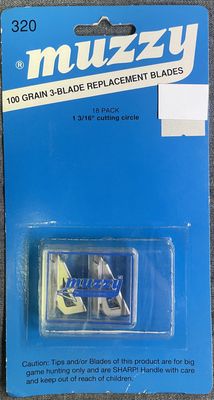 320
® muzzy
100 GRAIN 3-BLADE REPLACEMENT BLADES
18 PACK
1 3/16" cutting circle
muzzy
Caution: Tips and/or Blades of this product are for big
game hunting only and are SHARP! Handle with care
and keep out of reach of children.